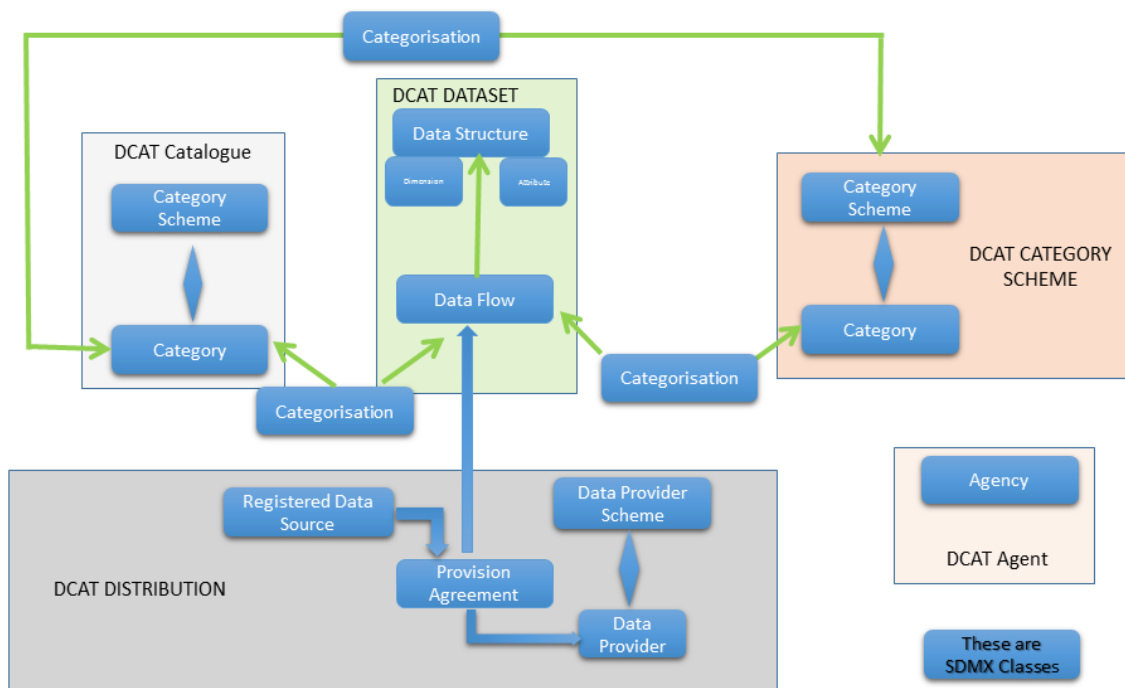 Categorisation
DCAT DATASET
Data Structure
Dimension
Attribute
Data Flow
DCAT Catalogue
Category
Scheme
Category
Categorisation
Categorisation
Category
Scheme
DCAT CATEGORY
SCHEME
Category
Registered Data
Source
Data Provider
Scheme
DCAT DISTRIBUTION
Provision
Agreement
Data
Provider
Agency
DCAT Agent
These are
SDMX Classes